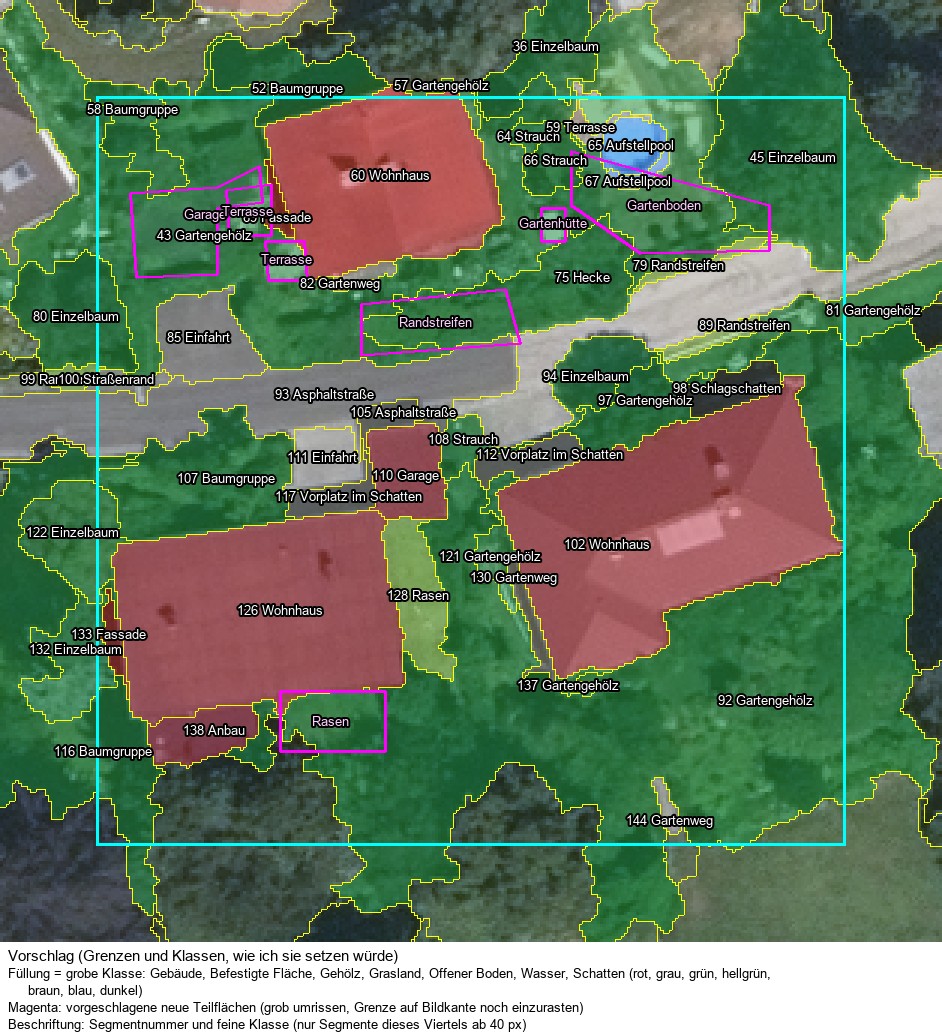 36 Einzelbaum
52 Baumgruppe
57 Gartengehölz
58 Baumgruppe
59 Terrasse
64 Strauch
65 Aufstellpool
66 Strauch
45 Einzelbaum
60 Wohnhaus
67 Aufstellpool
Gartenboden
Garage
Terrasse
Fassade
Gartenhütte
43 Gartengehölz
Terrasse
79 Randstreifen
75 Hecke
82 Gartenweg
81 Gartengehölz
80 Einzelbaum
Randstreifen
89 Randstreifen
85 Einfahrt
94 Einzelbaum
99 Ra
100 Straßenrand
98 Schlagschatten
93 Asphaltstraße
97 Gartengehölz
105 Asphaltstraße
108 Strauch
112 Vorplatz im Schatten
111 Einfahrt
110 Garage
107 Baumgruppe
117 Vorplatz im Schatten
122 Einzelbaum
102 Wohnhaus
121 Gartengehölz
130 Gartenweg
128 Rasen
126 Wohnhaus
133 Fassade
132 Einzelbaum
137 Gartengehölz
92 Gartengehölz
Rasen
138 Anbau
116 Baumgruppe
144 Gartenweg
Vorschlag (Grenzen und Klassen, wie ich sie setzen würde)
Füllung = grobe Klasse: Gebäude, Befestigte Fläche, Gehölz, Grasland, Offener Boden, Wasser, Schatten (rot, grau, grün, hellgrün,
braun, blau, dunkel)
Magenta: vorgeschlagene neue Teilflächen (grob umrissen, Grenze auf Bildkante noch einzurasten)
Beschriftung: Segmentnummer und feine Klasse (nur Segmente dieses Viertels ab 40 px)